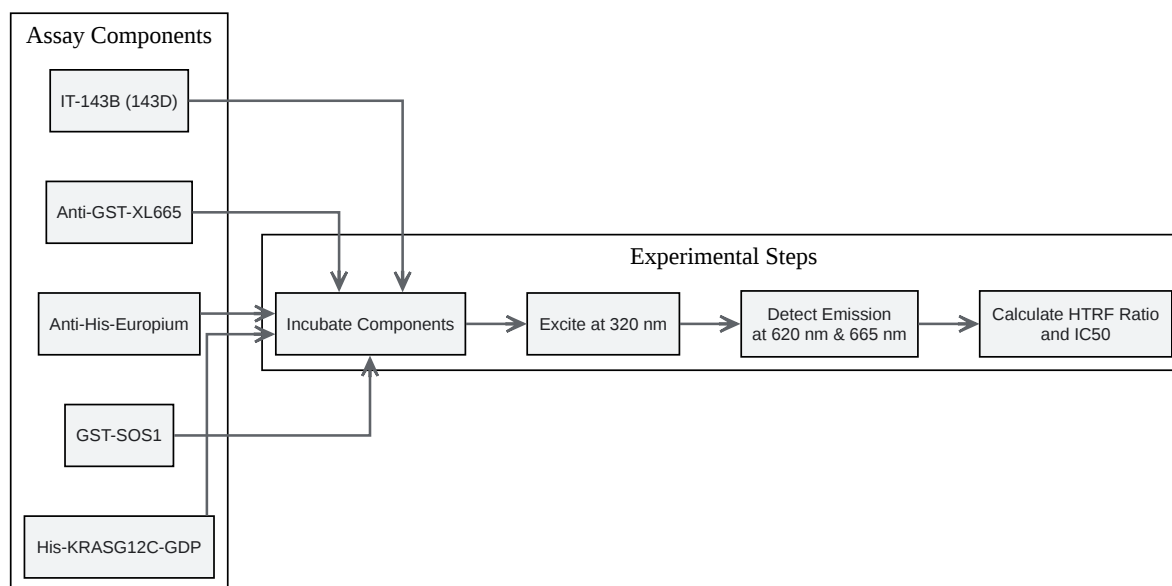 Assay Components
IT-143B (143D)
Anti-GST-XL665
Anti-His-Europium
GST-SOS1
His-KRASG12C-GDP
Experimental Steps
Incubate Components
Excite at 320 nm
Detect Emission
at 620 nm & 665 nm
Calculate HTRF Ratio
and IC50